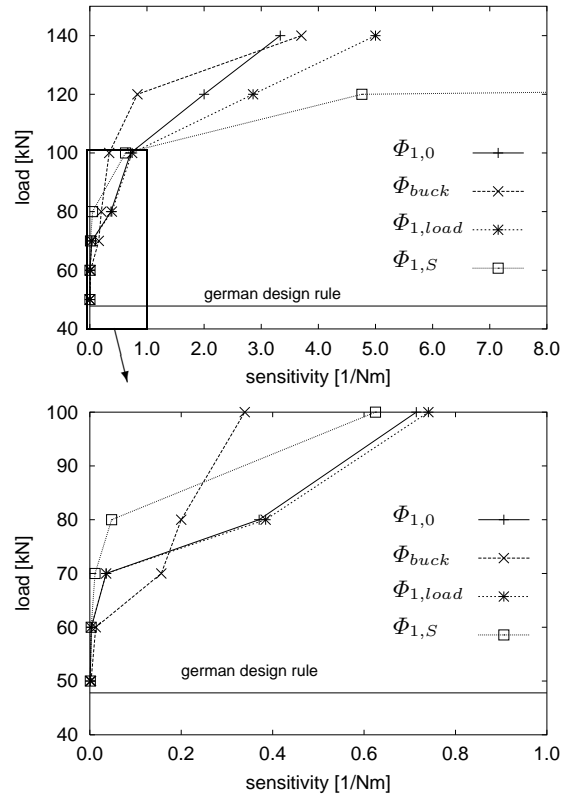 140
120
100
80
60
40
load [kN]
Φ1,0
Φbuck
Φ1,load
Φ1,S
german design rule
0.0 1.0 2.0 3.0 4.0 5.0 6.0 7.0 8.0
sensitivity [1/Nm]
100
90
80
70
60
50
40
load [kN]
Φ1,0
Φbuck
Φ1,load
Φ1,S
german design rule
0.0 0.2 0.4 0.6 0.8 1.0
sensitivity [1/Nm]